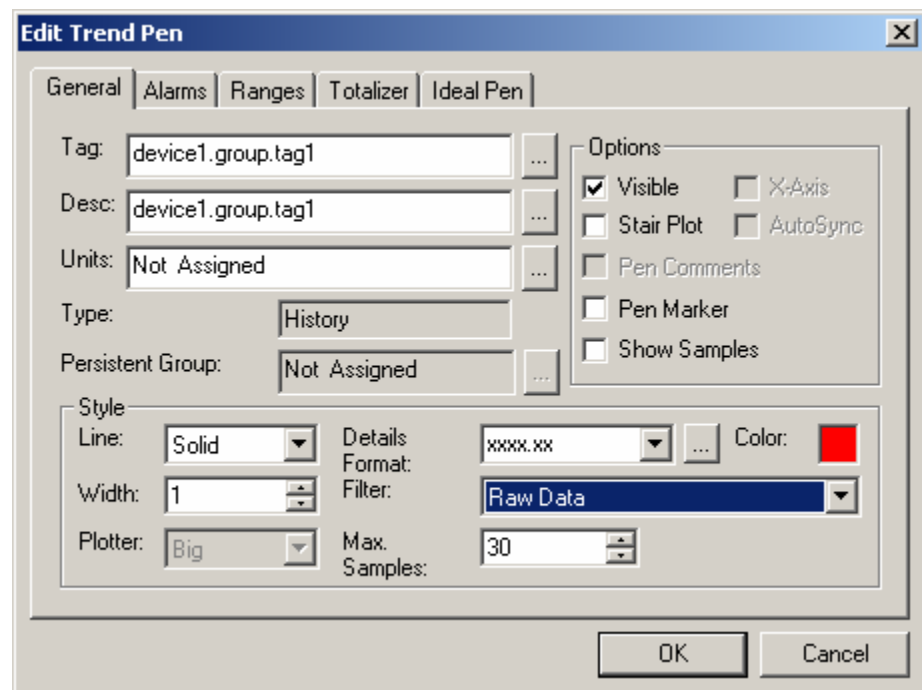 Edit Trend Pen
General Alarms Ranges Totalizer Ideal Pen
Tag: device1.group.tag1 ...
Desc: device1.group.tag1 ...
Units: Not Assigned ...
Type: History
Persistent Group: Not Assigned ...
Options
Visible X-Axis
Stair Plot AutoSync
Pen Comments
Pen Marker
Show Samples
Style
Line: Solid
Details
Format: xxxx.xx ... Color:
Width: 1
Filter: Raw Data
Plotter: Big
Max.
Samples: 30
OK Cancel